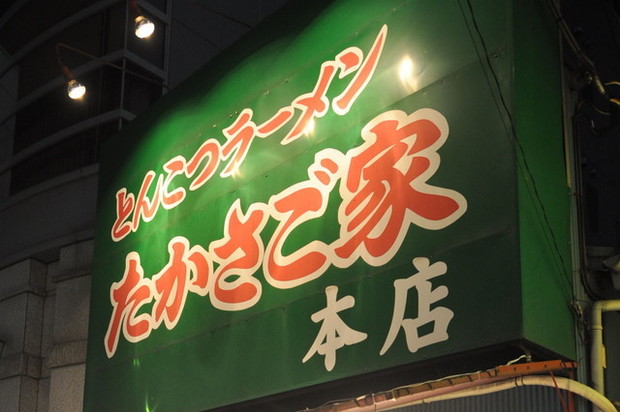 とんこつラーメン
たかさご家
本店